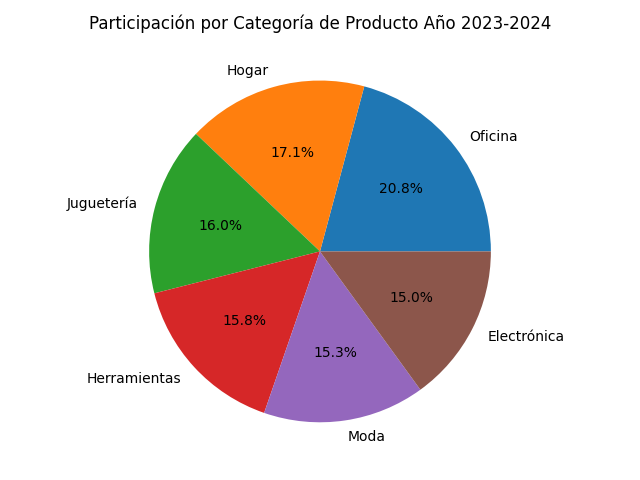 Participación por Categoría de Producto Año 2023-2024
Hogar
Oficina
17.1%
20.8%
Juguetería
16.0%
15.8%
15.0%
Electrónica
15.3%
Herramientas
Moda